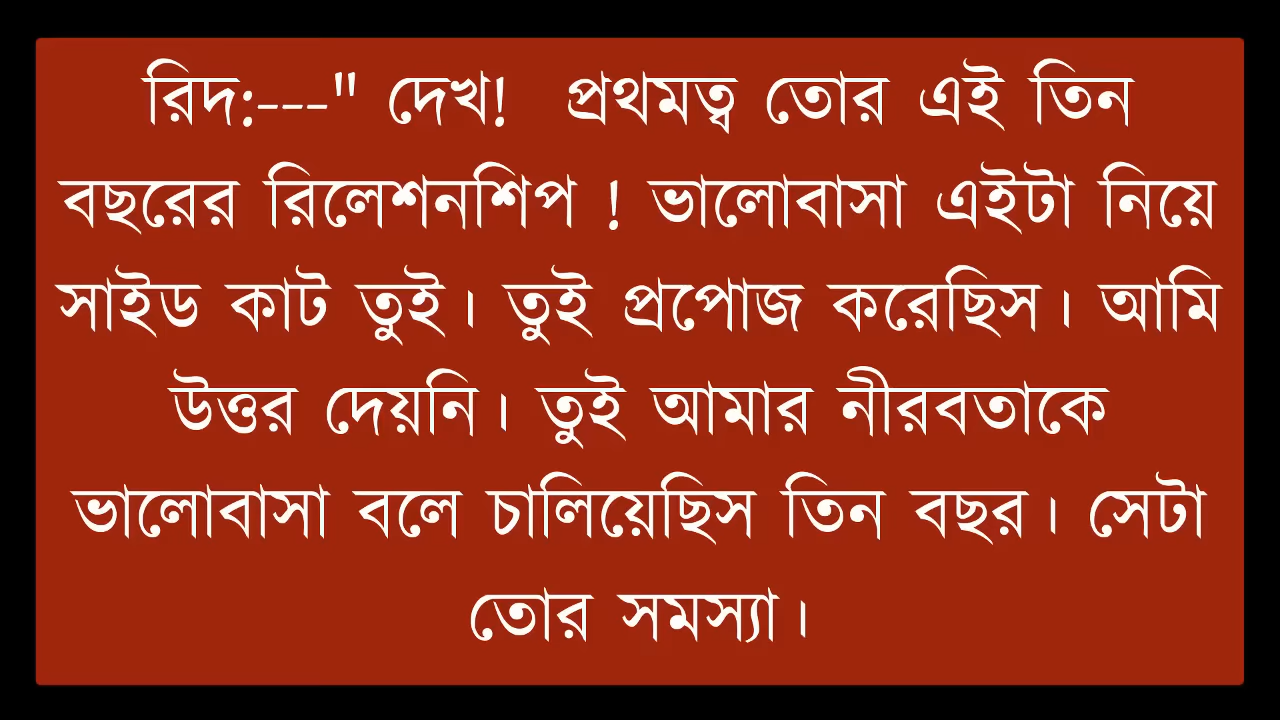 রিদ:---" দেখ! প্রথমত্ব তোর এই তিন
বছরের রিলেশনশিপ ! ভালোবাসা এইটা নিয়ে
সাইড কাট তুই। তুই প্রপোজ করেছিস। আমি
উত্তর দেয়নি। তুই আমার নীরবতাকে
ভালোবাসা বলে চালিয়েছিস তিন বছর। সেটা
তোর সমস্যা।